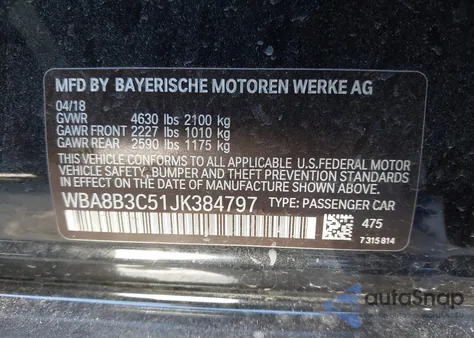 MFD BY BAYERISCHE MOTOREN WERKE AG
04/18
GVWR 4630 lbs 2100 kg
GAWR FRONT 2227 lbs 1010 kg
GAWR REAR 2590 lbs 1175 kg
THIS VEHICLE CONFORMS TO ALL APPLICABLE U.S.FEDERAL MOTOR
VEHICLE SAFETY, BUMPER AND THEFT PREVENTION STANDARDS
IN EFFECT ON THE DATE OF MANUFACTURE SHOWN ABOVE.
WBA8B3C51JK384797 TYPE: PASSENGER CAR
475
7315814
autoSnap